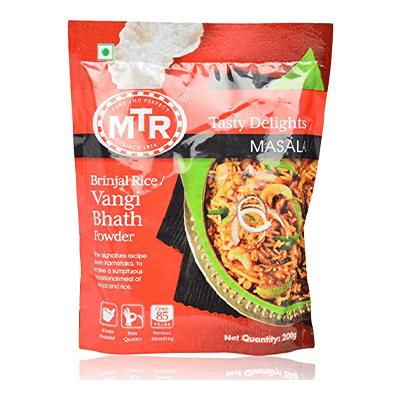 PURE AND PERFECT
MTR
SINCE 1924
®
Tasty Delights
MASALA
Brinjal Rice/
Vangi
Bhath
Powder
The signature recipe
from Karnataka, to
make a sumptuous
traditional meal of
and rice.
Over
85
YEARS
Best
Quality
Perfect
Blending
Net Quantity: 200g